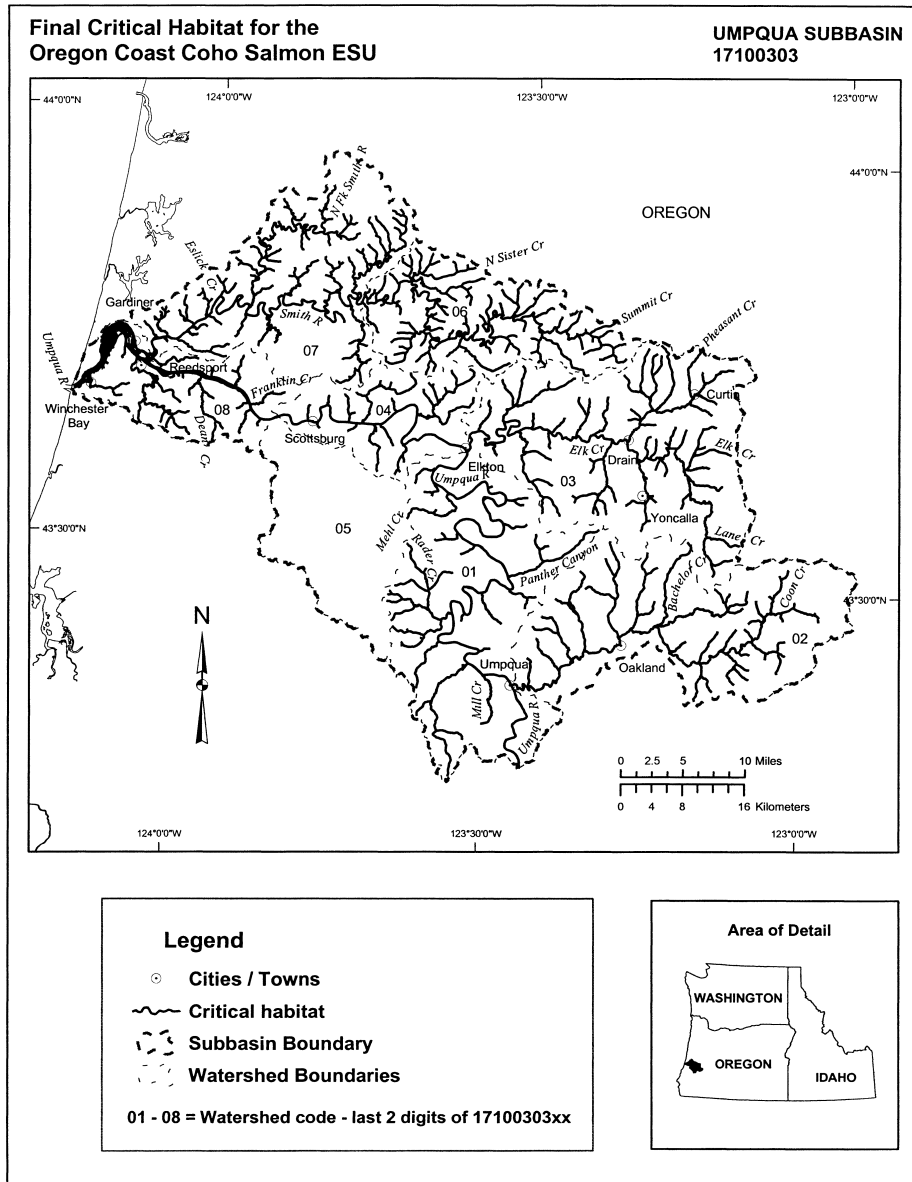 Final Critical Habitat for the
Oregon Coast Coho Salmon ESU
UMPQUA SUBBASIN
17100303
44°0'0"N
124°0'0"W
123°30'0"W
123°0'0"W
44°0'0"N
OREGON
N Fk Smith R
Eslick Cr
N Sister Cr
Gardiner
Summit Cr
Pheasant Cr
Smith R
06
07
Umpqua R
Reedsport
Franklin Cr
Curtin
Winchester
Bay
08
04
Dean Cr
Scottsburg
Elk Cr
Drain
Elk Cr
Elkton
Umpqua R
03
43°30'0"N
05
Mehl Cr
Yoncalla
Rader Cr
Lane Cr
01
Panther Canyon
Bachelor Cr
Coon Cr
43°30'0"N
02
N
Umpqua
Oakland
Mill Cr
Umpqua R
0 2.5 5 10 Miles
0 4 8 16 Kilometers
124°0'0"W
123°30'0"W
123°0'0"W
Legend
Cities / Towns
Critical habitat
Subbasin Boundary
Watershed Boundaries
01 - 08 = Watershed code - last 2 digits of 17100303xx
Area of Detail
WASHINGTON
OREGON
IDAHO